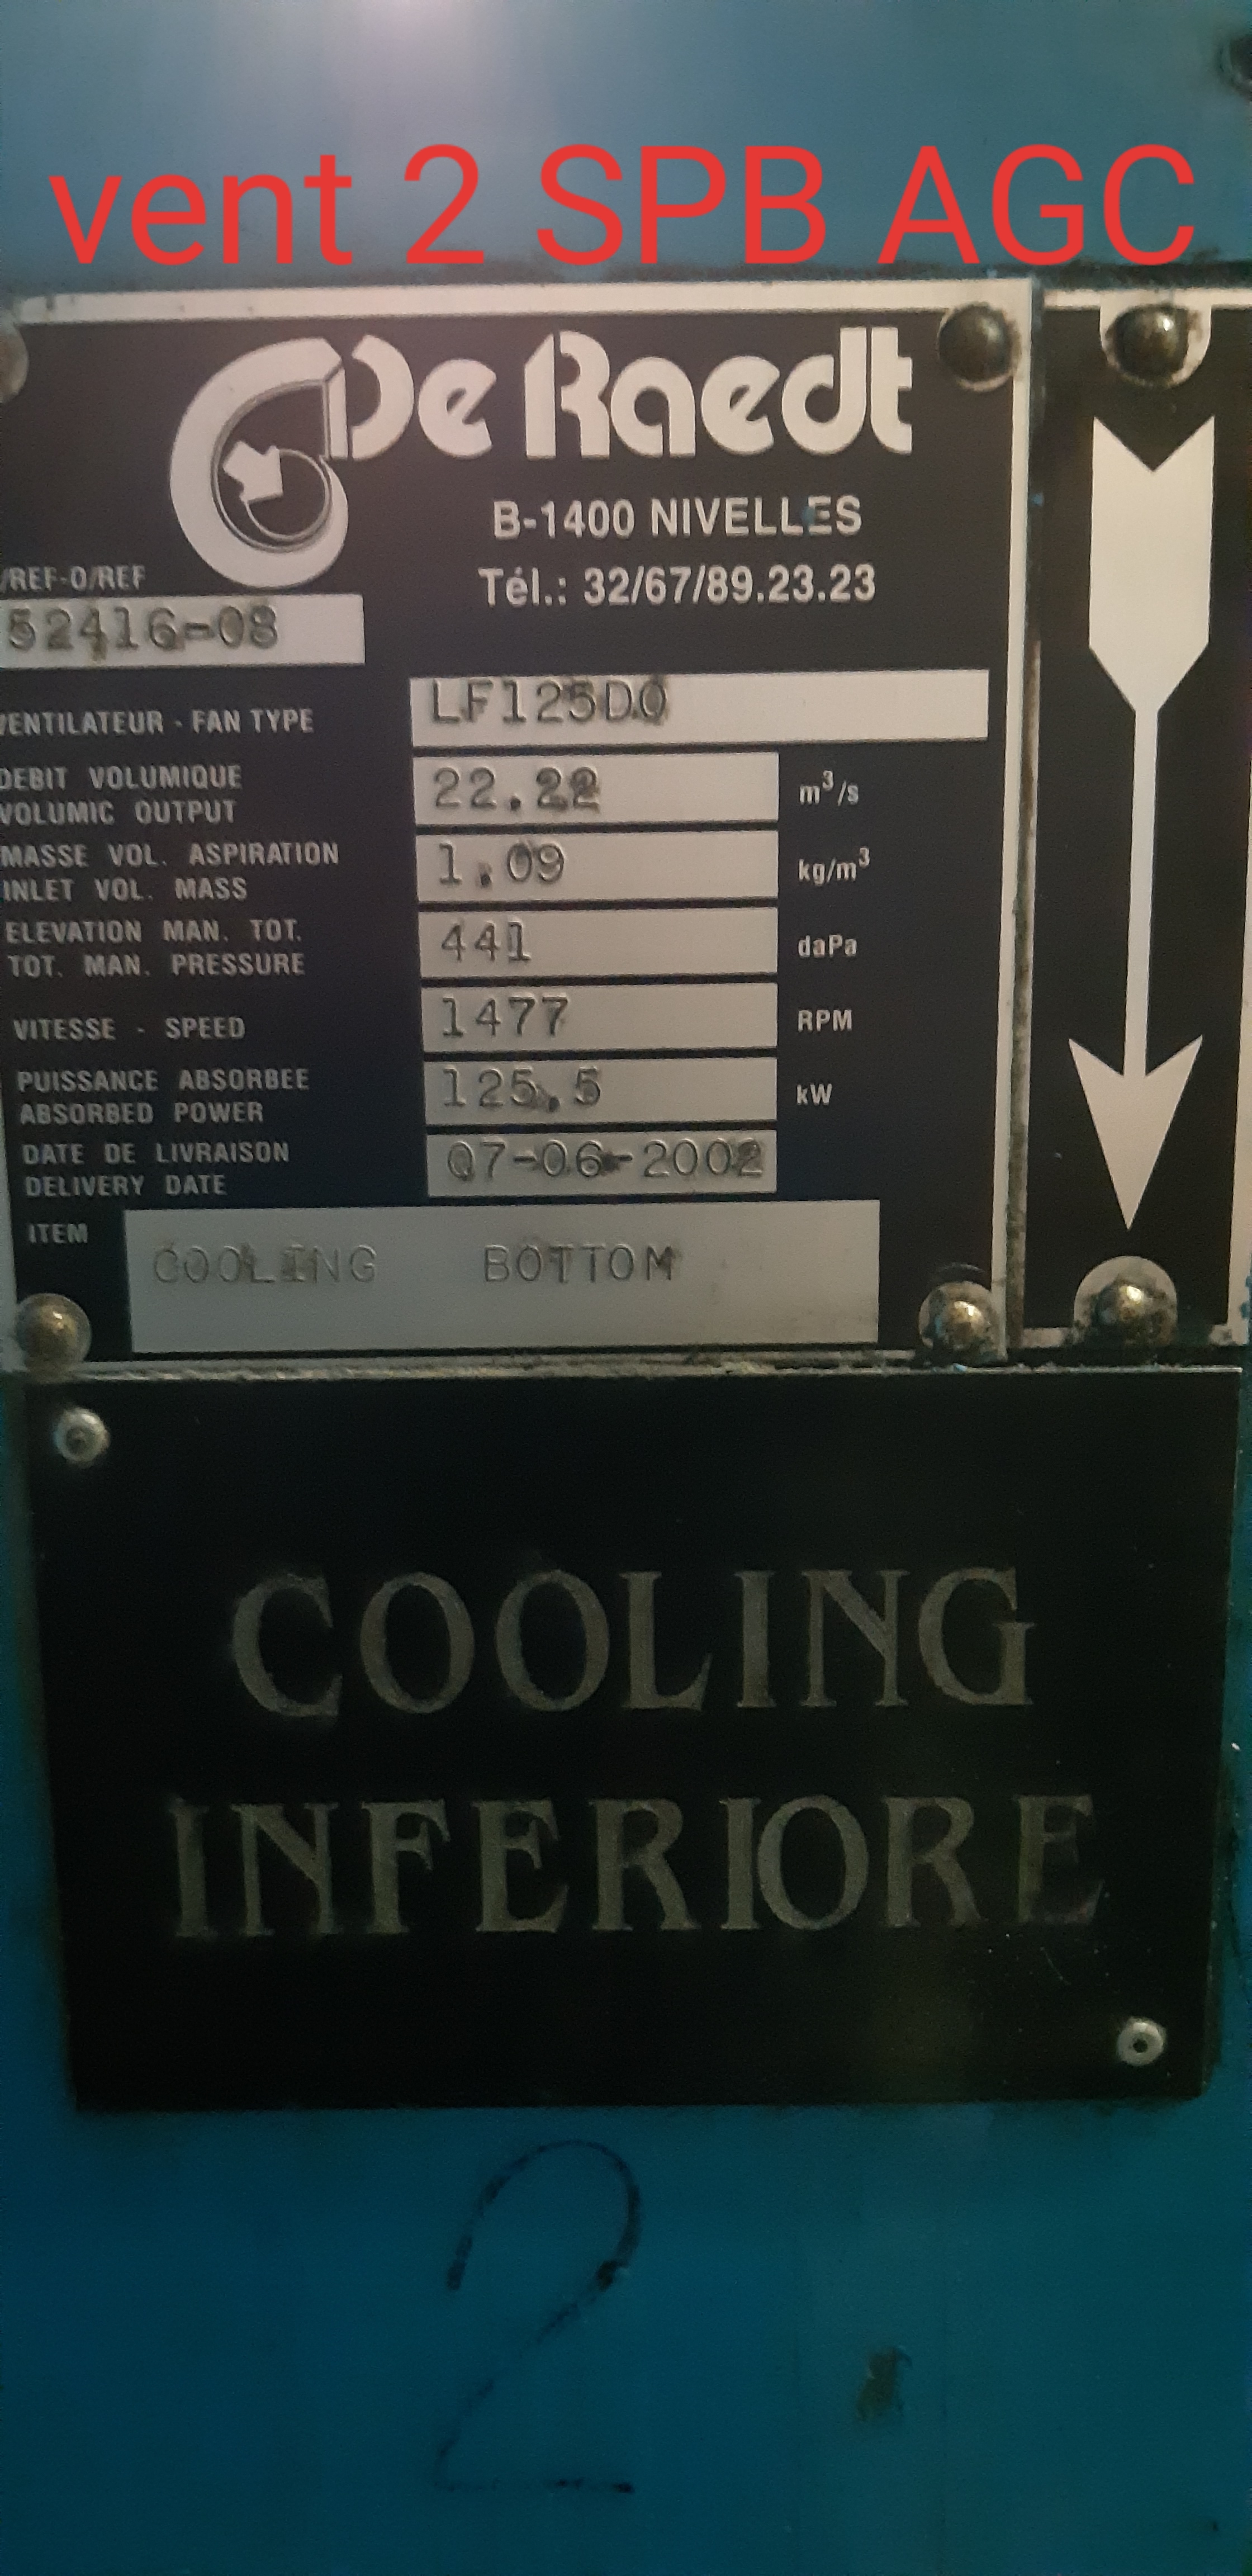 vent 2 SPB AGC
De Raedt
B-1400 NIVELLES
Tél.: 32/67/89.23.23
/REF-O/REF
52416-08
VENTILATEUR - FAN TYPE
LF125DO
DEBIT VOLUMIQUE
VOLUMIC OUTPUT
22.22
m³/s
MASSE VOL. ASPIRATION
INLET VOL. MASS
1.09
kg/m³
ELEVATION MAN. TOT.
TOT. MAN. PRESSURE
441
daPa
VITESSE - SPEED
1477
RPM
PUISSANCE ABSORBEE
ABSORBED POWER
125.5
kW
DATE DE LIVRAISON
DELIVERY DATE
07-06-2002
ITEM
COOLING BOTTOM
COOLING
INFERIORE
2